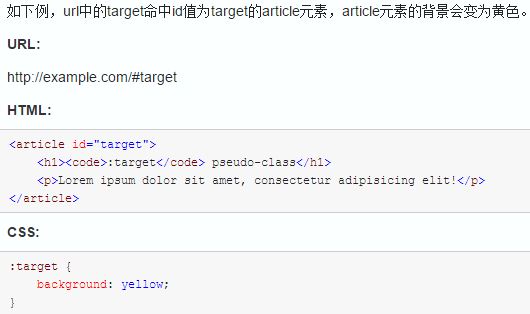 如下例，url中的target命中id值为target的article元素，article元素的背景会变为黄色。
URL:
http://example.com/#target
HTML:
<article id="target">
    <h1><code>:target</code> pseudo-class</h1>
    <p>Lorem ipsum dolor sit amet, consectetur adipisicing elit!</p>
</article>
CSS:
:target {
    background: yellow;
}